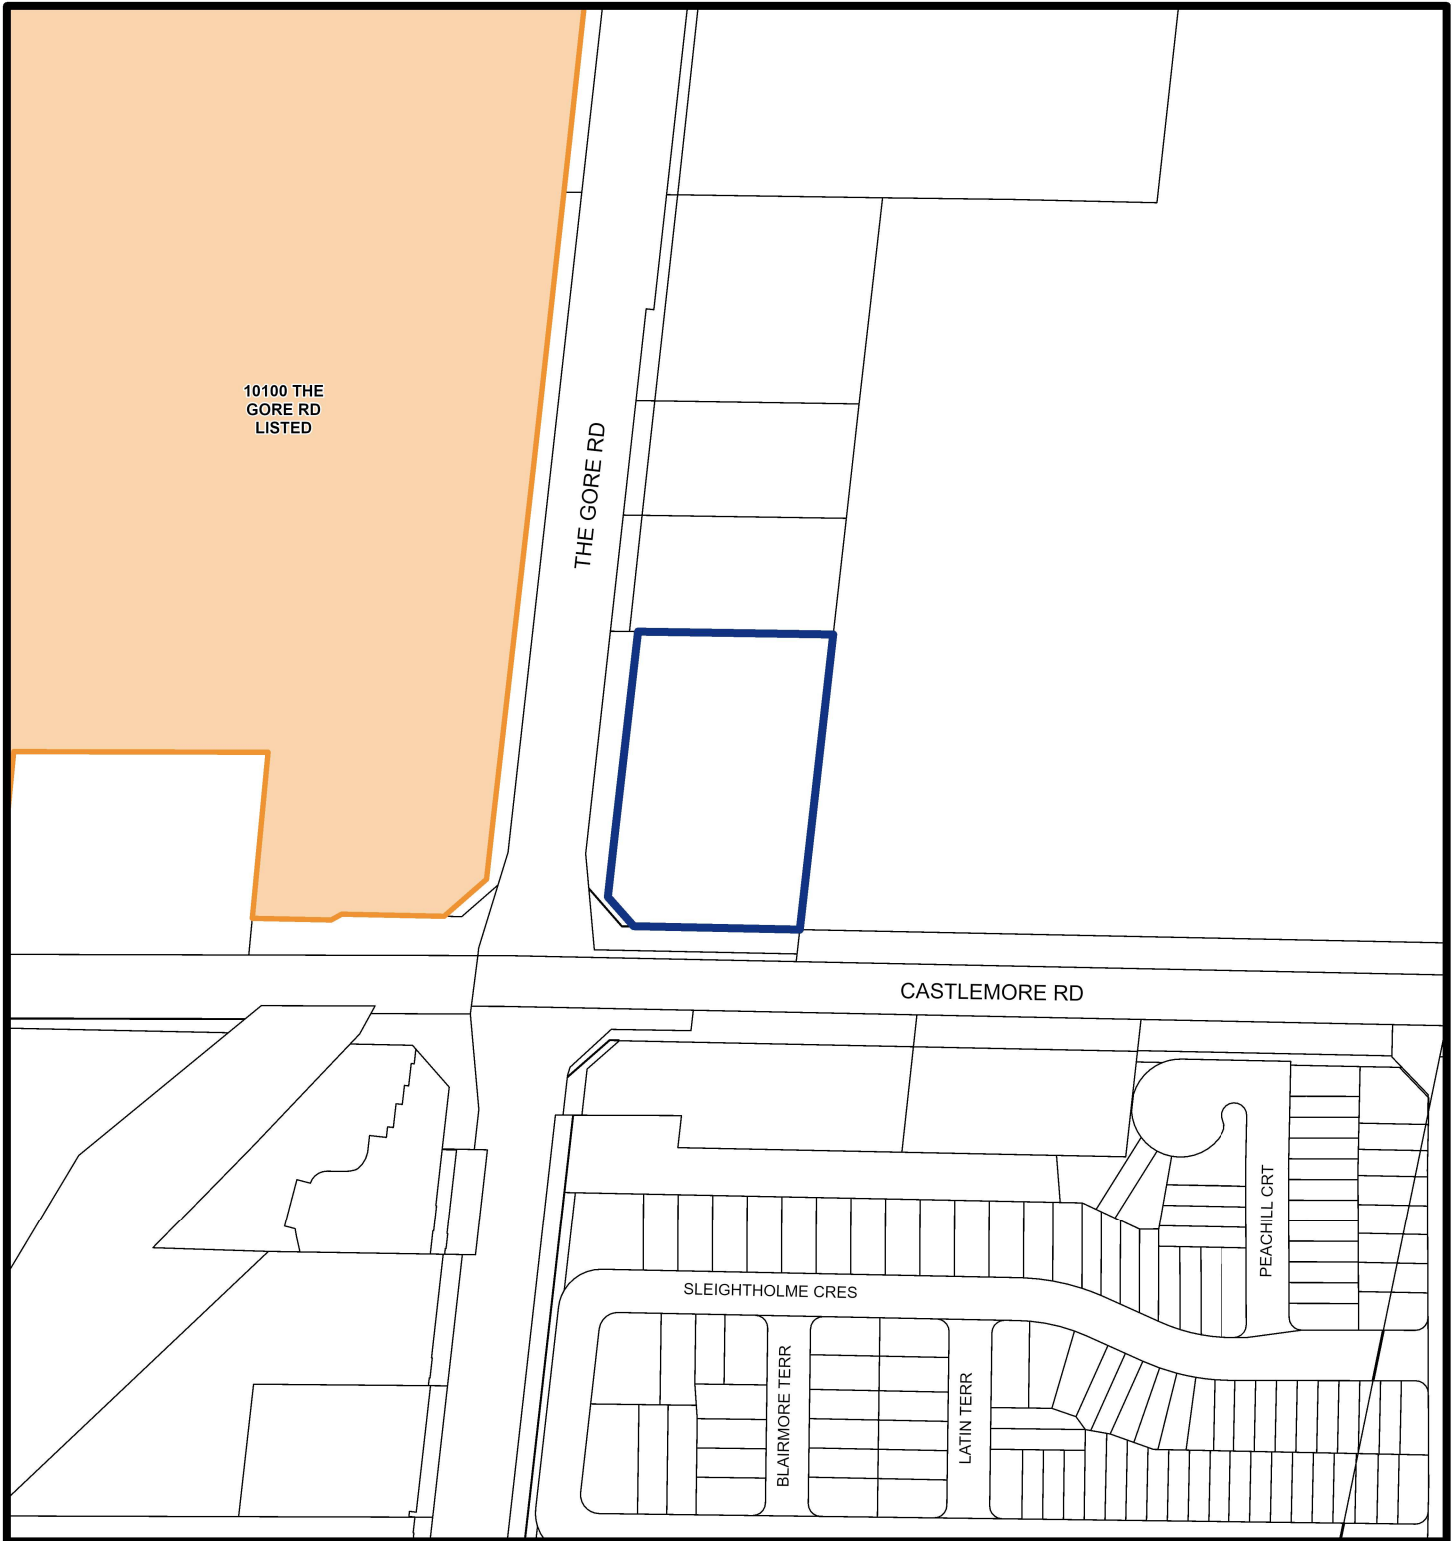 10100 THE
GORE RD
LISTED
THE GORE RD
CASTLEMORE RD
PEACHILL CRT
SLEIGHTHOLME CRES
BLAIRMORE TERR
LATIN TERR